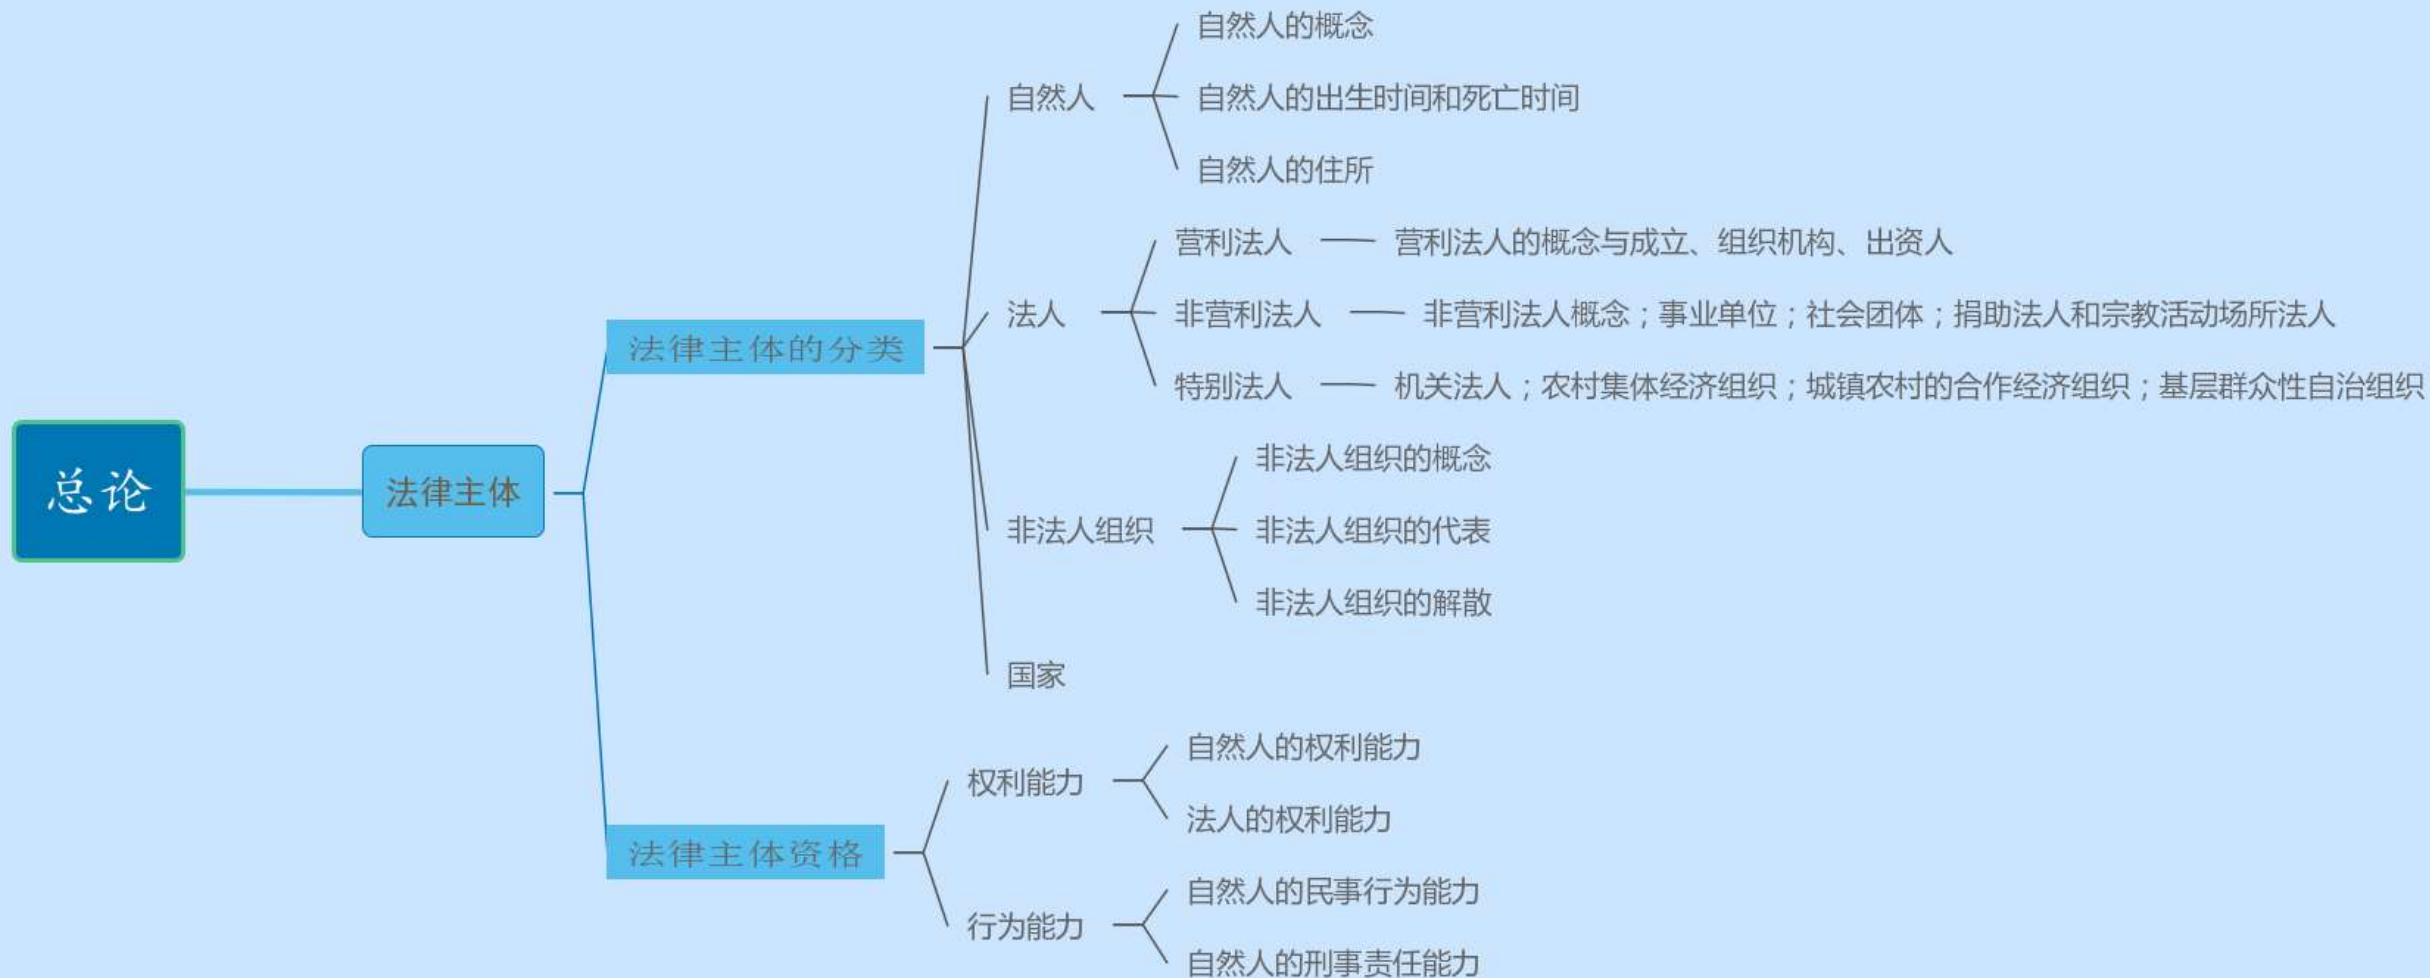 总论
法律主体
法律主体的分类
自然人
自然人的概念
自然人的出生时间和死亡时间
自然人的住所
法人
营利法人
营利法人的概念与成立、组织机构、出资人
非营利法人
非营利法人概念；事业单位；社会团体；捐助法人和宗教活动场所法人
特别法人
机关法人；农村集体经济组织；城镇农村的合作经济组织；基层群众性自治组织
非法人组织
非法人组织的概念
非法人组织的代表
非法人组织的解散
国家
法律主体资格
权利能力
自然人的权利能力
法人的权利能力
行为能力
自然人的民事行为能力
自然人的刑事责任能力